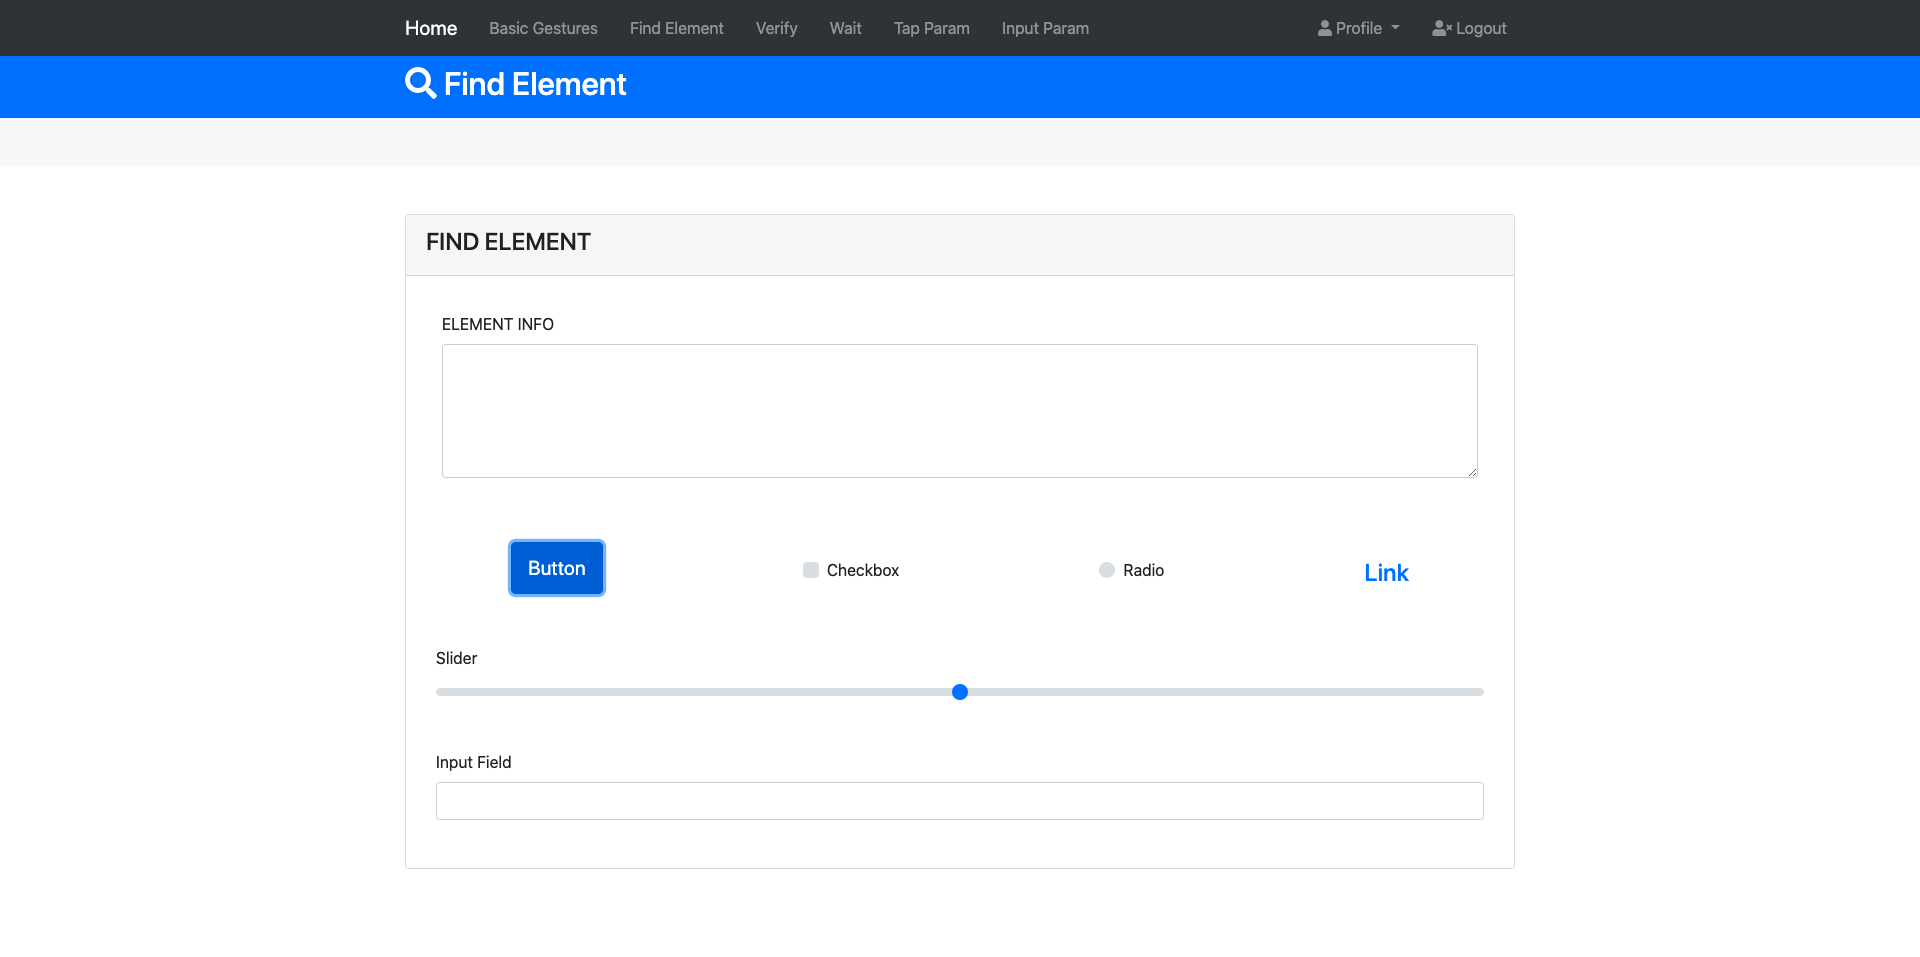 Home Basic Gestures Find Element Verify Wait Tap Param Input Param Profile Logout
Find Element
FIND ELEMENT
ELEMENT INFO
Button Checkbox Radio Link
Slider
Input Field